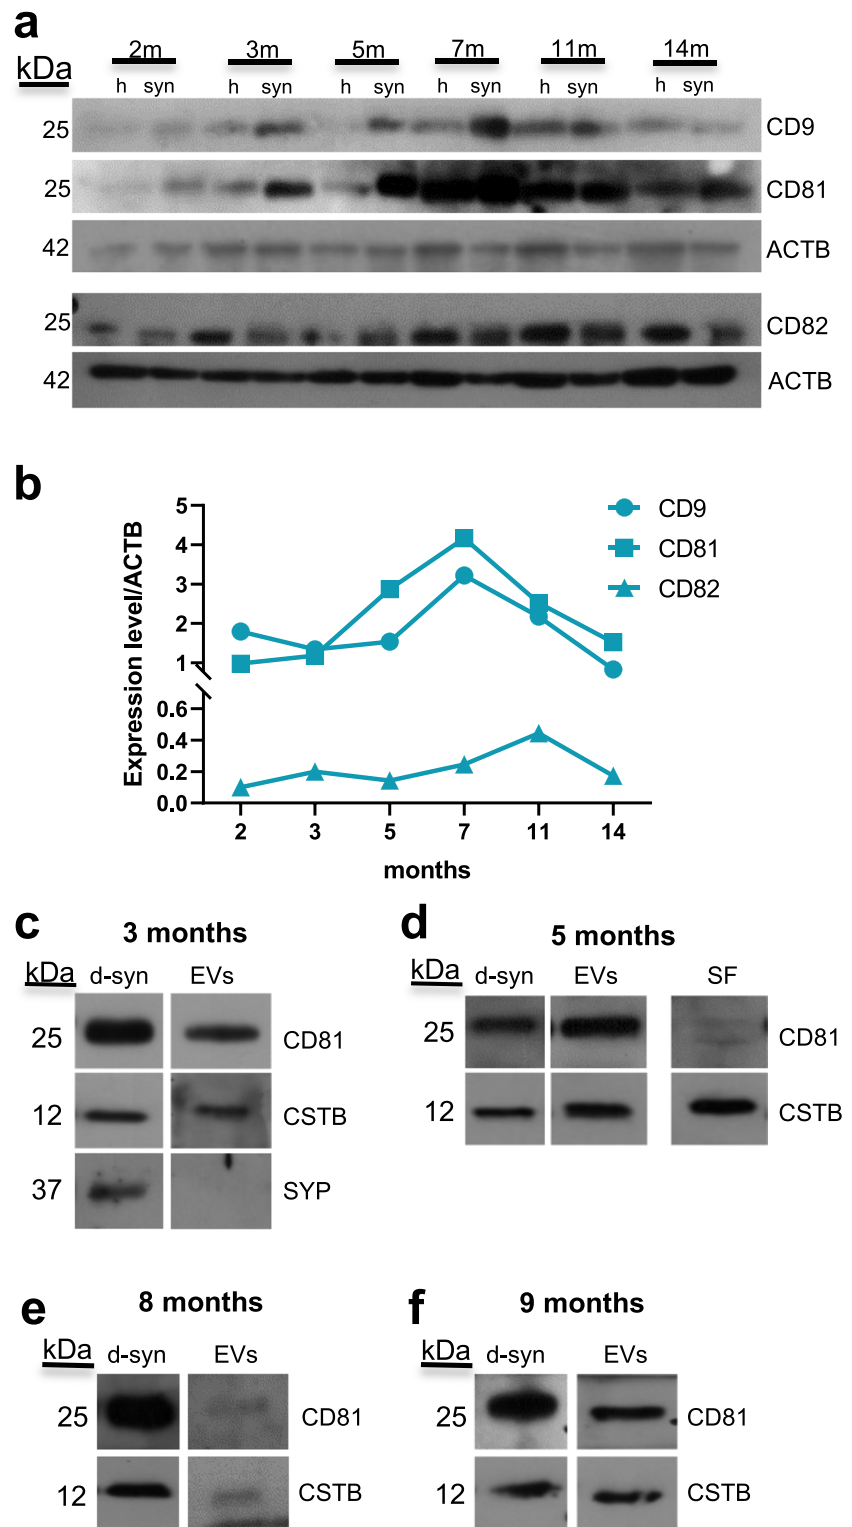 a
2m 3m 5m 7m 11m 14m
kDa
h syn h syn h syn h syn h syn h syn
25 CD9
25 CD81
42 ACTB
25 CD82
42 ACTB
b
Expression level/ACTB
5
4
3
2
1
0.6
0.4
0.2
0.0
2 3 5 7 11 14
months
CD9
CD81
CD82
c
3 months
kDa d-syn EVs
25 CD81
12 CSTB
37 SYP
d
5 months
kDa d-syn EVs SF
25 CD81
12 CSTB
e
8 months
kDa d-syn EVs
25 CD81
12 CSTB
f
9 months
kDa d-syn EVs
25 CD81
12 CSTB